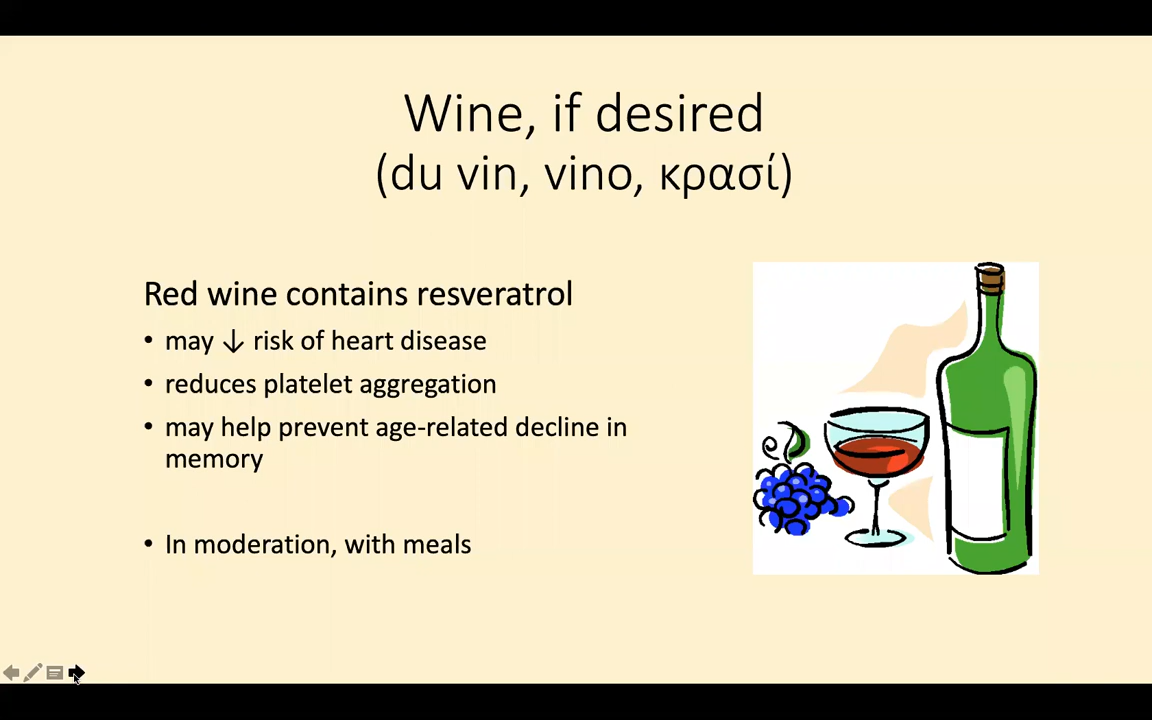 Wine, if desired
(du vin, vino, κρασί)
Red wine contains resveratrol
• may ↓ risk of heart disease
• reduces platelet aggregation
• may help prevent age-related decline in
memory
• In moderation, with meals